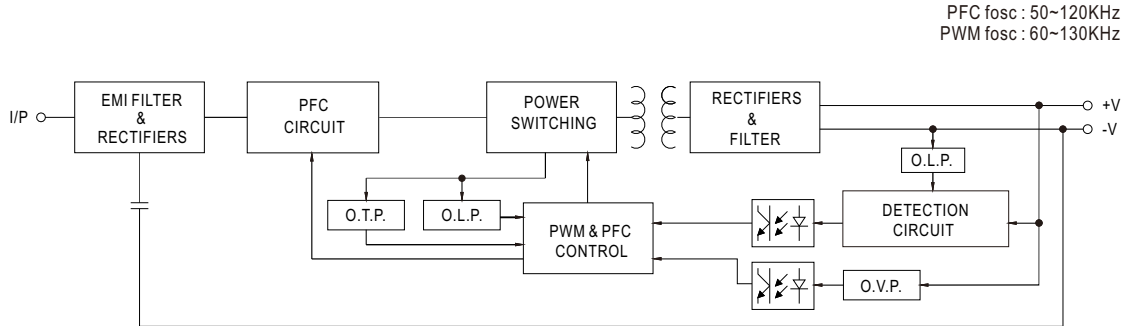 PFC fosc : 50~120KHz
PWM fosc : 60~130KHz
I/P
EMI FILTER
&
RECTIFIERS
PFC
CIRCUIT
POWER
SWITCHING
RECTIFIERS
&
FILTER
+V
-V
O.L.P.
O.T.P.
O.L.P.
PWM & PFC
CONTROL
DETECTION
CIRCUIT
O.V.P.